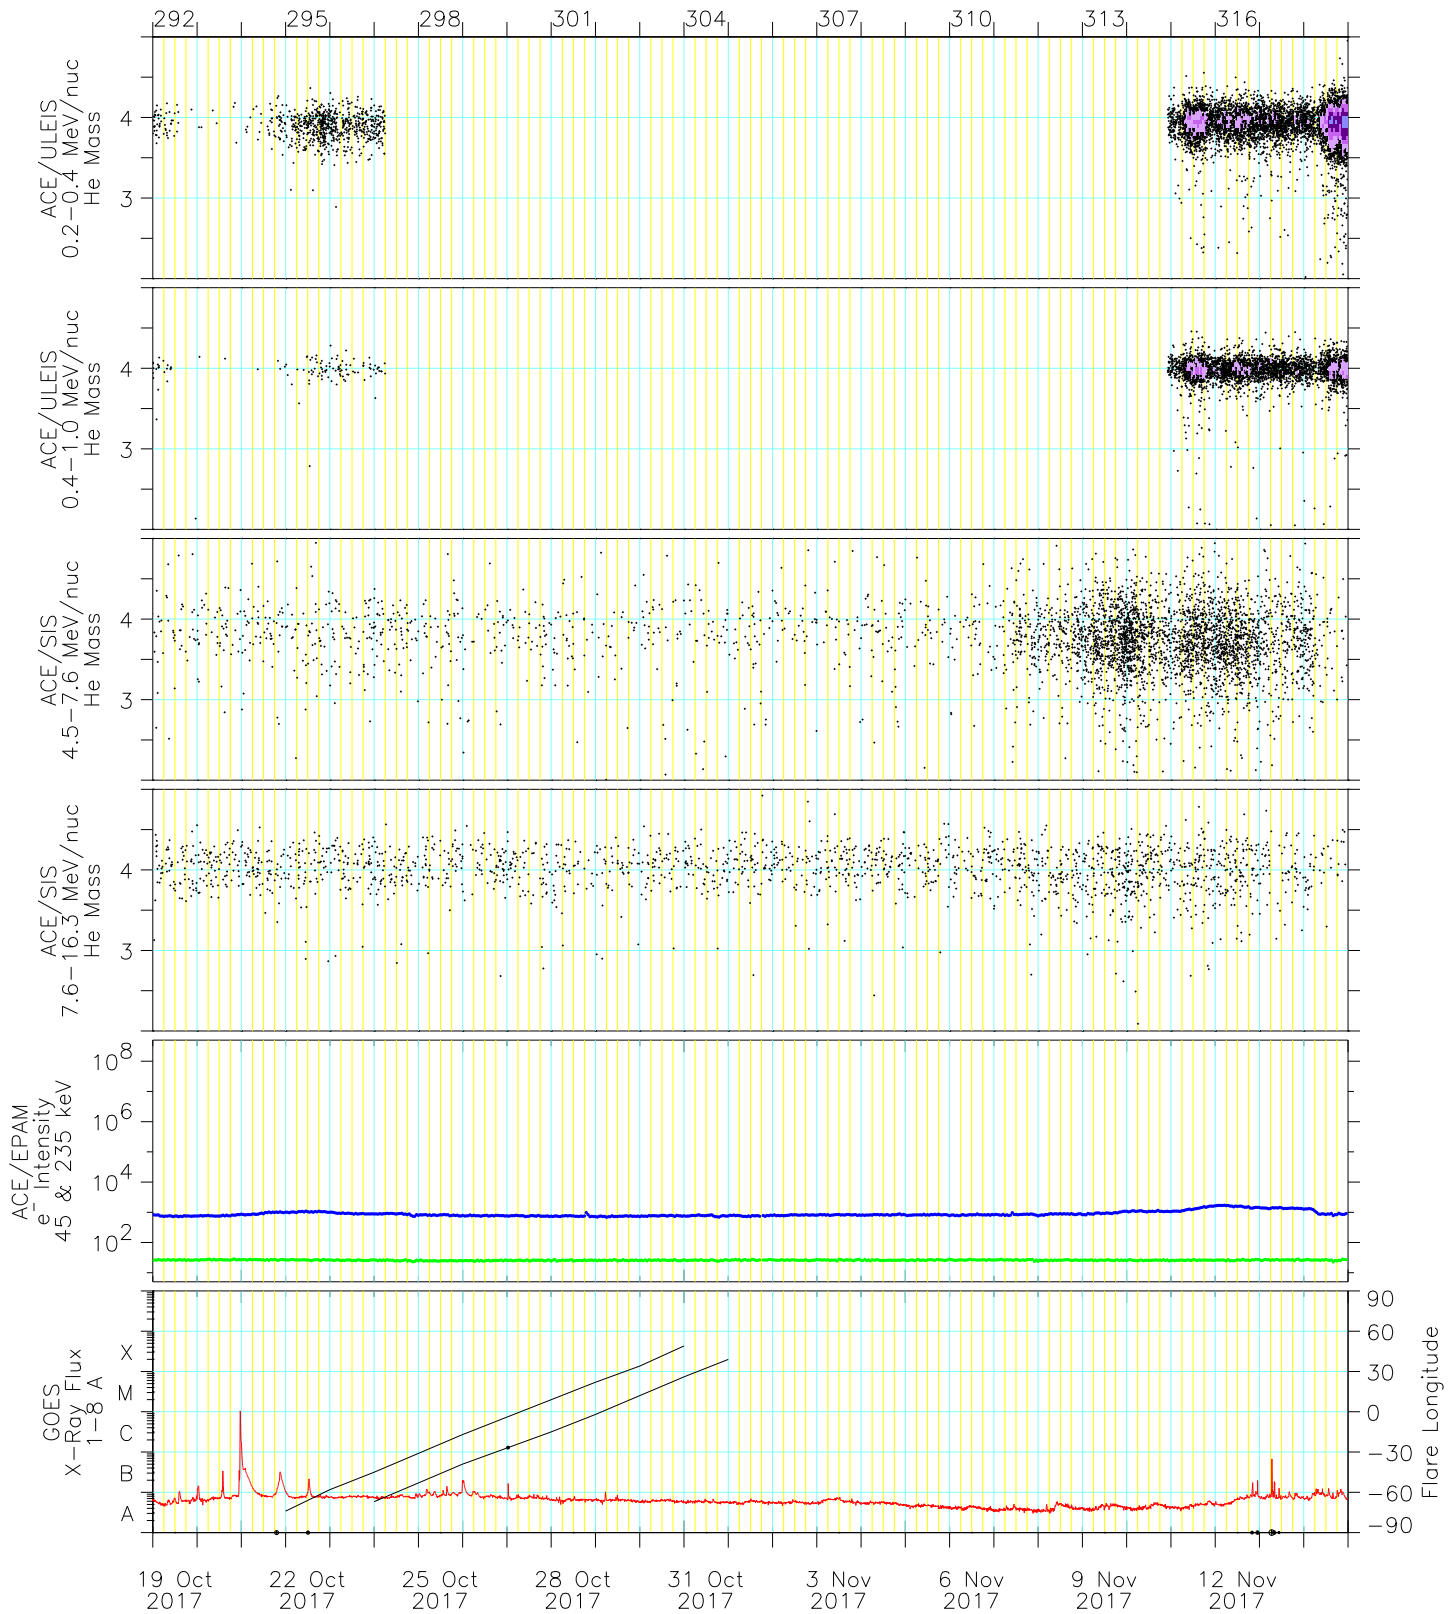 292 295 298 301 304 307 310 313 316
ACE/ULEIS
0.2-0.4 MeV/nuc
He Mass
4
3
ACE/ULEIS
0.4-1.0 MeV/nuc
He Mass
4
3
ACE/SIS
4.5-7.6 MeV/nuc
He Mass
4
3
ACE/SIS
7.6-16.3 MeV/nuc
He Mass
4
3
ACE/EPAM
e⁻ Intensity
45 & 235 keV
10⁸
10⁶
10⁴
10²
GOES
X-Ray Flux
1-8 A
X
M
C
B
A
90
60
30
0
-30
-60
-90
Flare Longitude
19 Oct 22 Oct 25 Oct 28 Oct 31 Oct 3 Nov 6 Nov 9 Nov 12 Nov
2017 2017 2017 2017 2017 2017 2017 2017 2017